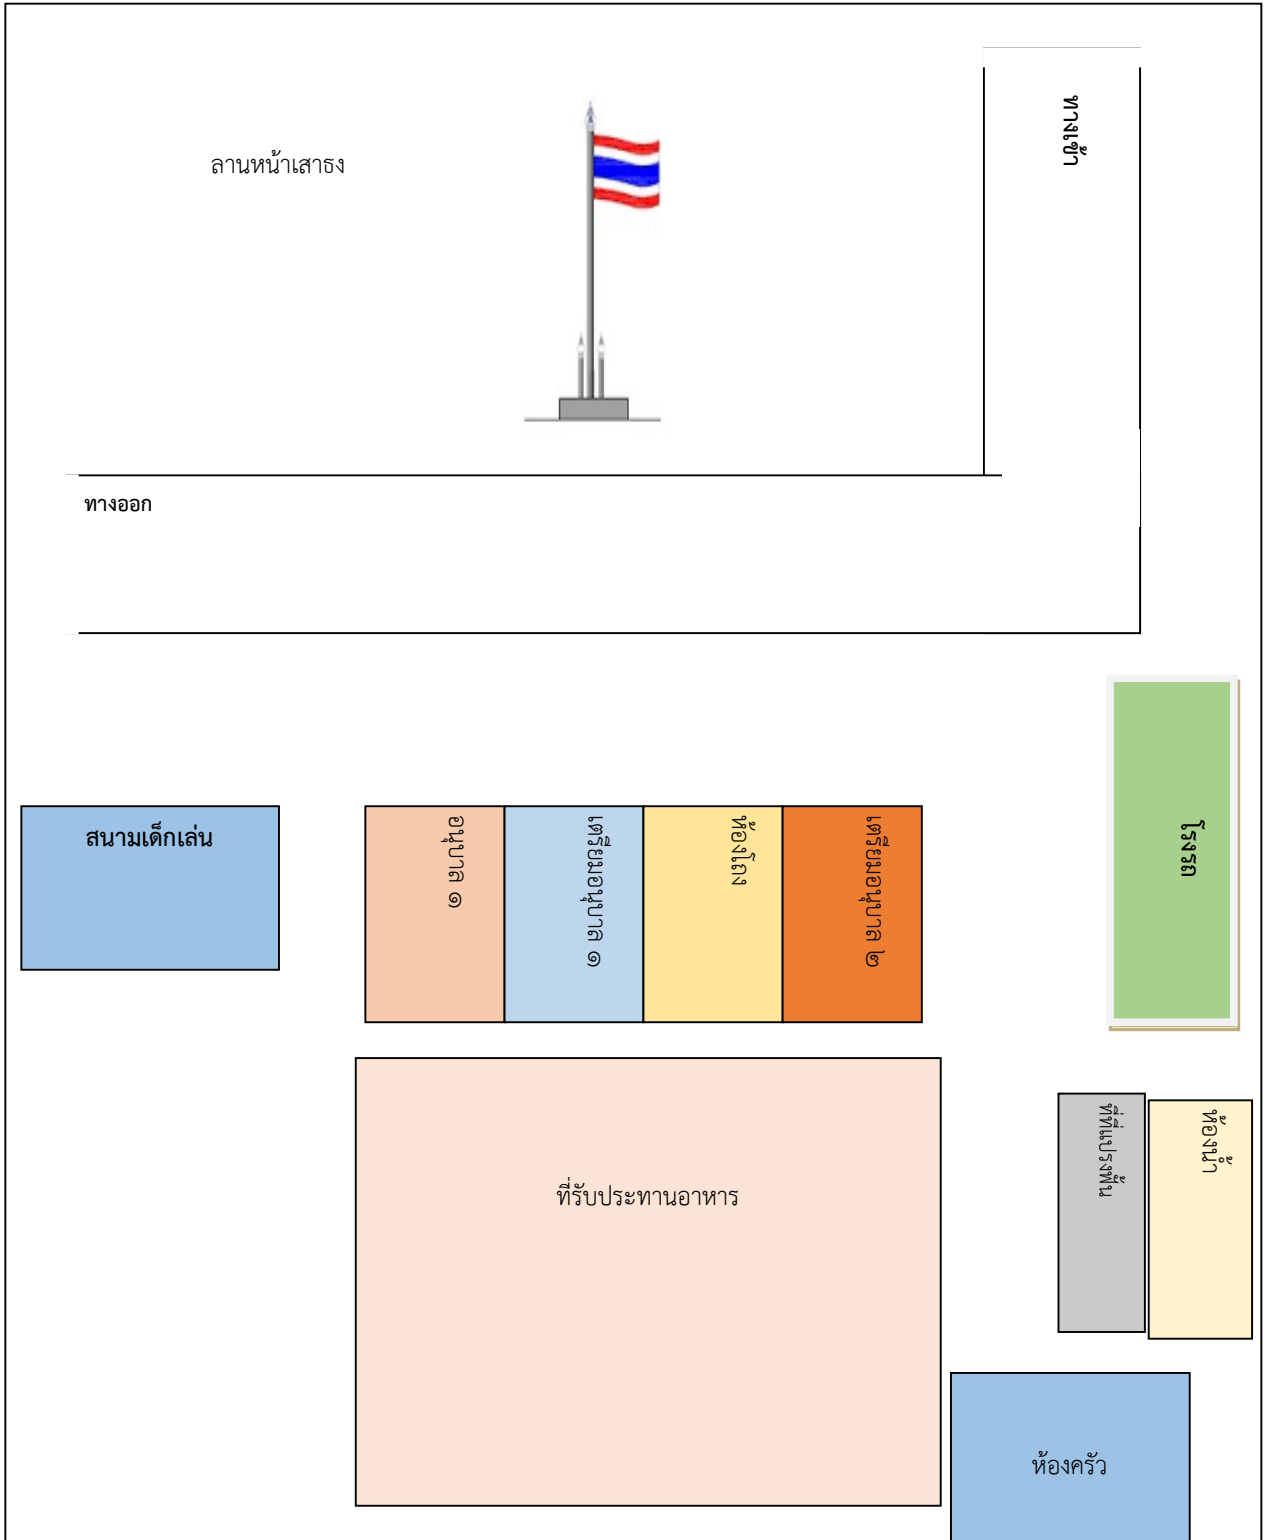 ลานหน้าเสาธง
ทางเข้า
ทางออก
สนามเด็กเล่น
อนุบาล ๑
เตรียมอนุบาล ๑
ห้องโถง
เตรียมอนุบาล ๒
โรงรถ
ที่รับประทานอาหาร
ที่แปรงฟัน
ห้องน้ำ
ห้องครัว